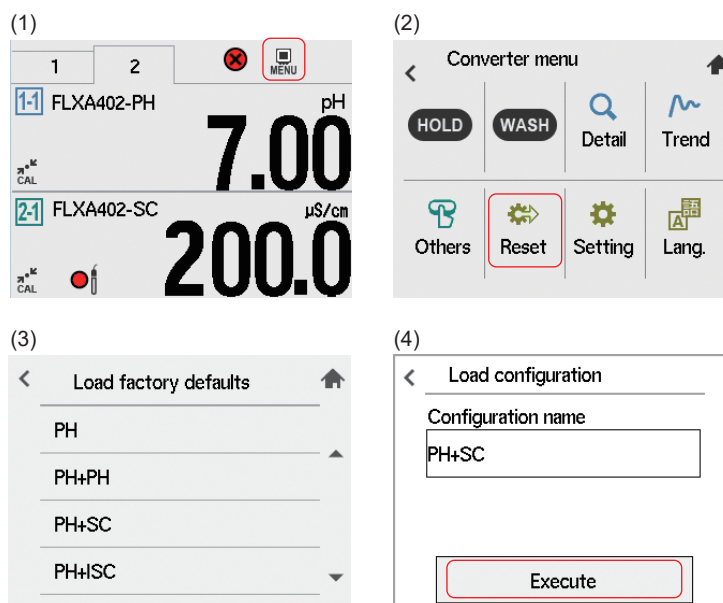 (1)
1 2 MENU
1-1 FLXA402-PH pH
7.00
CAL
2-1 FLXA402-SC µS/cm
200.0
CAL
(2)
Converter menu
HOLD WASH Detail Trend
Others Reset Setting Lang.
(3)
Load factory defaults
PH
PH+PH
PH+SC
PH+ISC
(4)
Load configuration
Configuration name
PH+SC
Execute